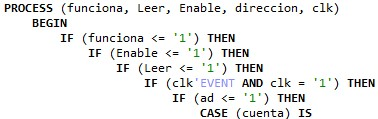 PROCESS (funciona, Leer, Enable, direccion, clk)
BEGIN
IF (funciona <= '1') THEN
IF (Enable <= '1') THEN
IF (Leer <= '1') THEN
IF (clk'EVENT AND clk = '1') THEN
IF (ad <= '1') THEN
CASE (cuenta) IS